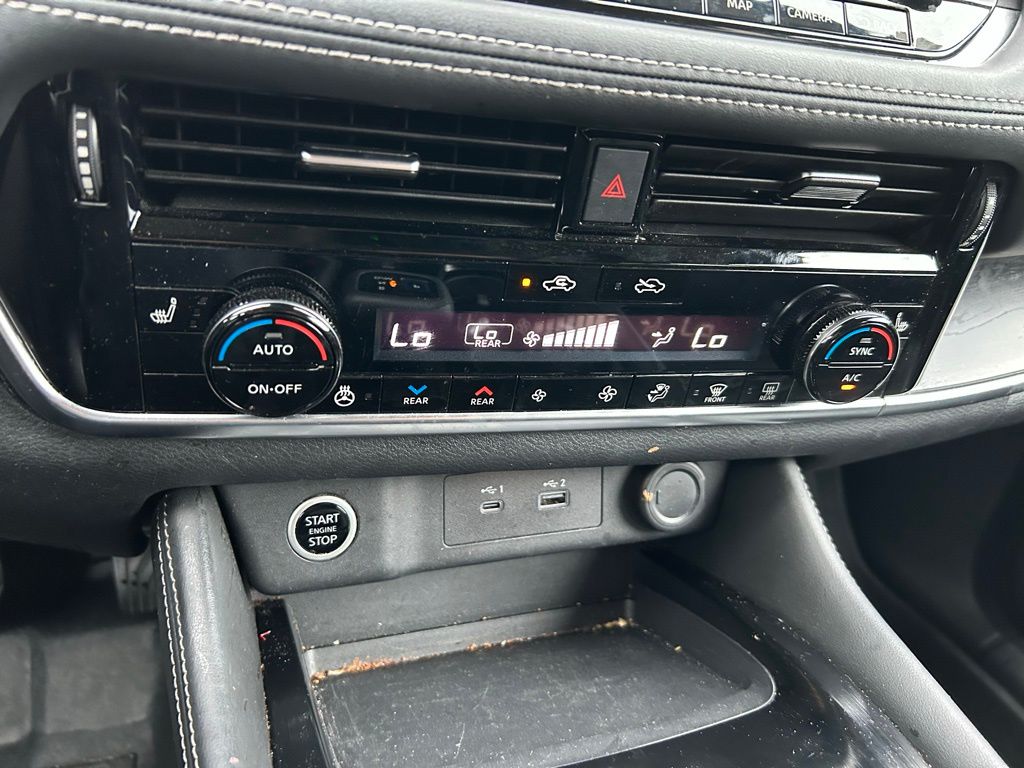 MAP
CAMERA
AUTO
ON•OFF
Lo
Lo
REAR
Lo
SYNC
A/C
REAR
REAR
FRONT
REAR
START
ENGINE
STOP
1
2